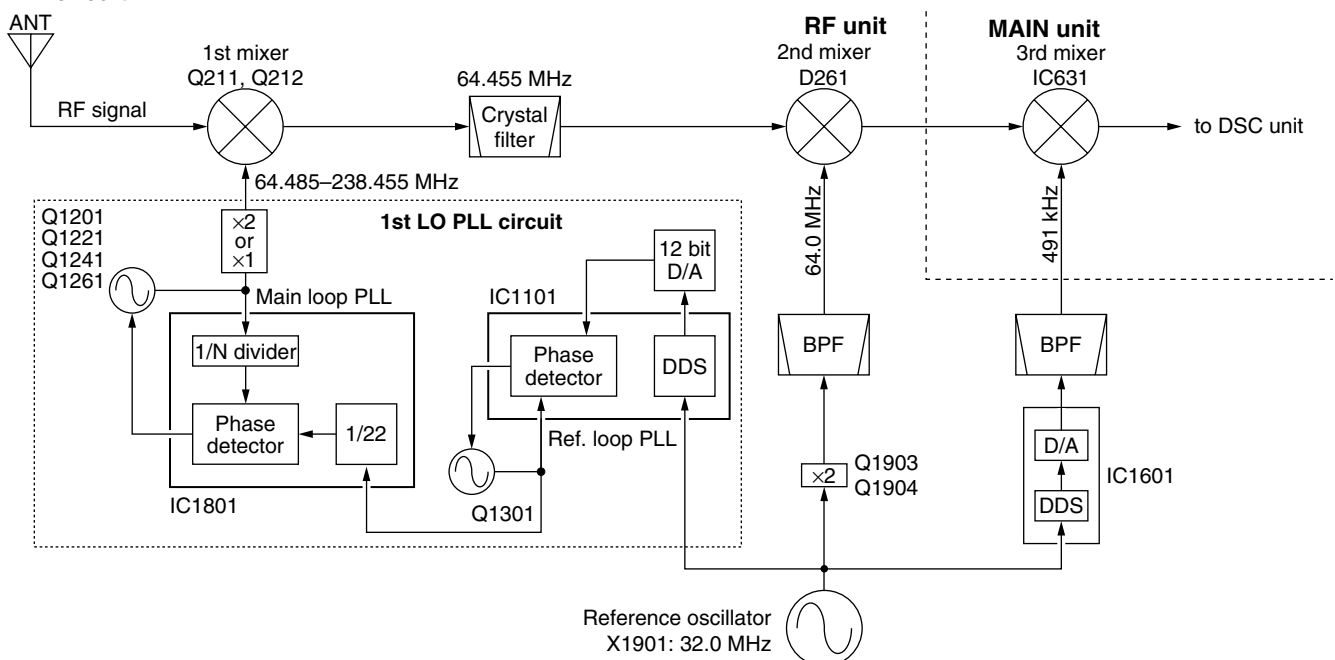 ANT
RF signal
1st mixer
Q211, Q212
64.455 MHz
Crystal
filter
RF unit
2nd mixer
D261
MAIN unit
3rd mixer
IC631
to DSC unit
64.485–238.455 MHz
1st LO PLL circuit
Q1201
Q1221
Q1241
Q1261
×2
or
×1
Main loop PLL
1/N divider
Phase
detector
1/22
IC1801
12 bit
D/A
IC1101
Phase
detector
DDS
Ref. loop PLL
Q1301
64.0 MHz
BPF
×2
Q1903
Q1904
491 kHz
BPF
D/A
DDS
IC1601
Reference oscillator
X1901: 32.0 MHz